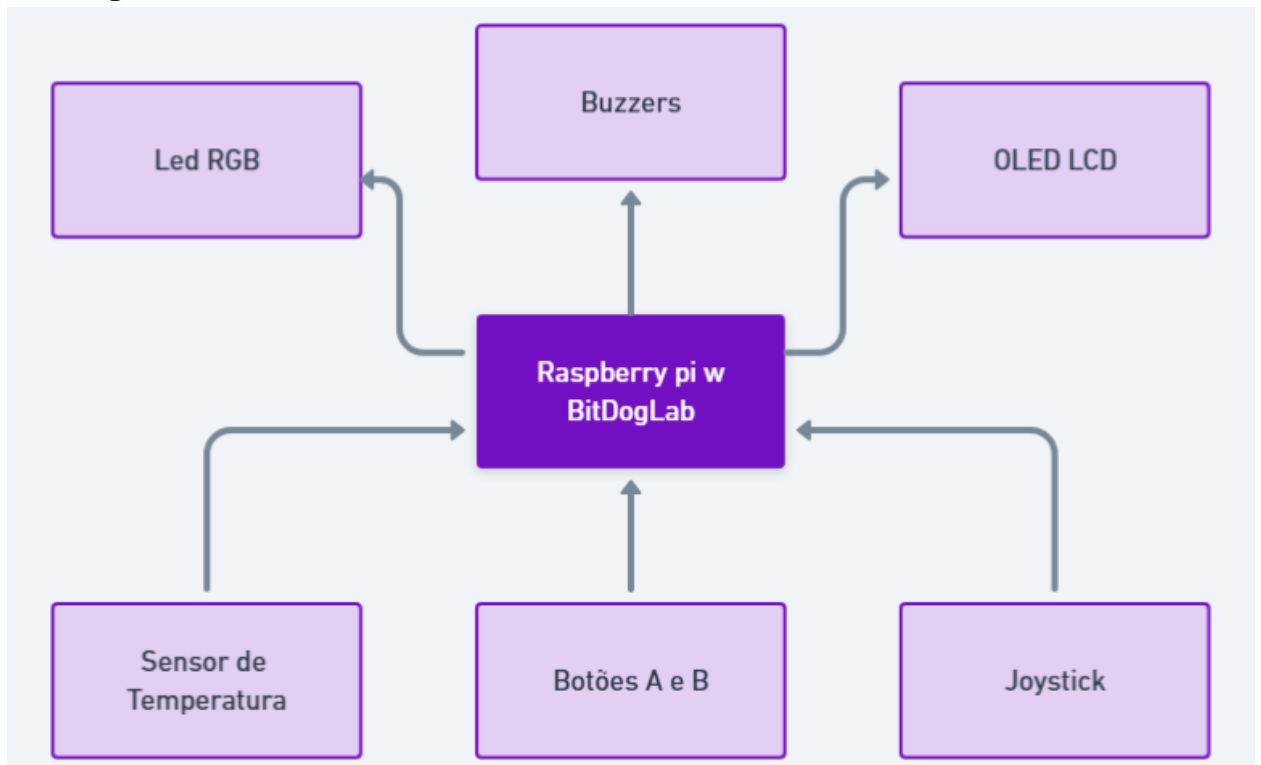 Buzzers
Led RGB
OLED LCD
Raspberry pi w
BitDogLab
Sensor de
Temperatura
Botões A e B
Joystick